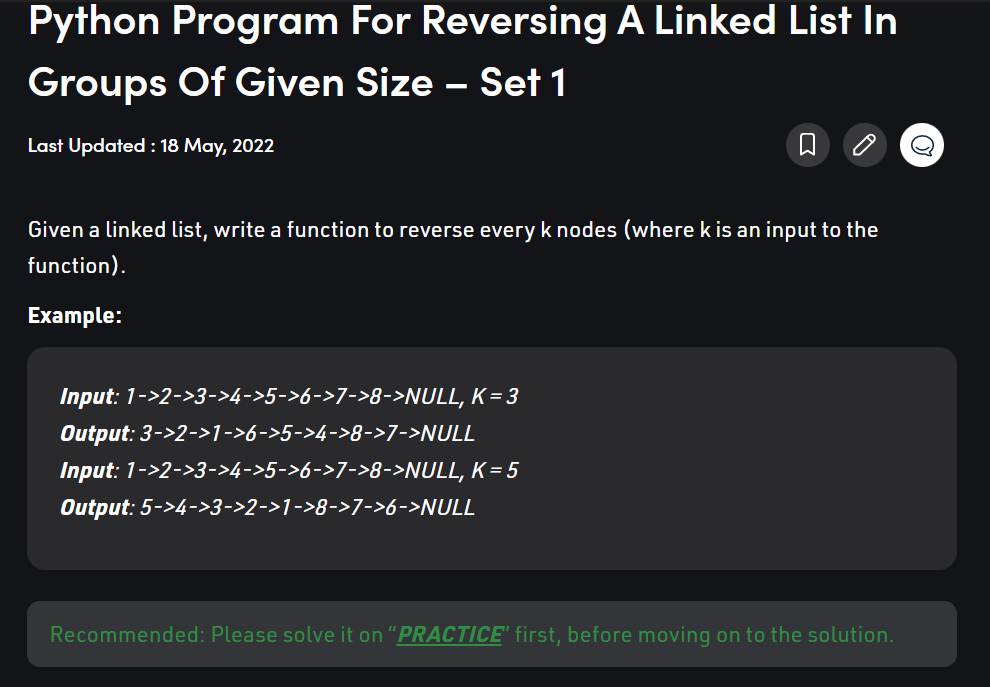 Python Program For Reversing A Linked List In
Groups Of Given Size – Set 1
Last Updated : 18 May, 2022
Given a linked list, write a function to reverse every k nodes (where k is an input to the
function).
Example:
Input: 1->2->3->4->5->6->7->8->NULL, K = 3
Output: 3->2->1->6->5->4->8->7->NULL
Input: 1->2->3->4->5->6->7->8->NULL, K = 5
Output: 5->4->3->2->1->8->7->6->NULL
Recommended: Please solve it on “PRACTICE” first, before moving on to the solution.